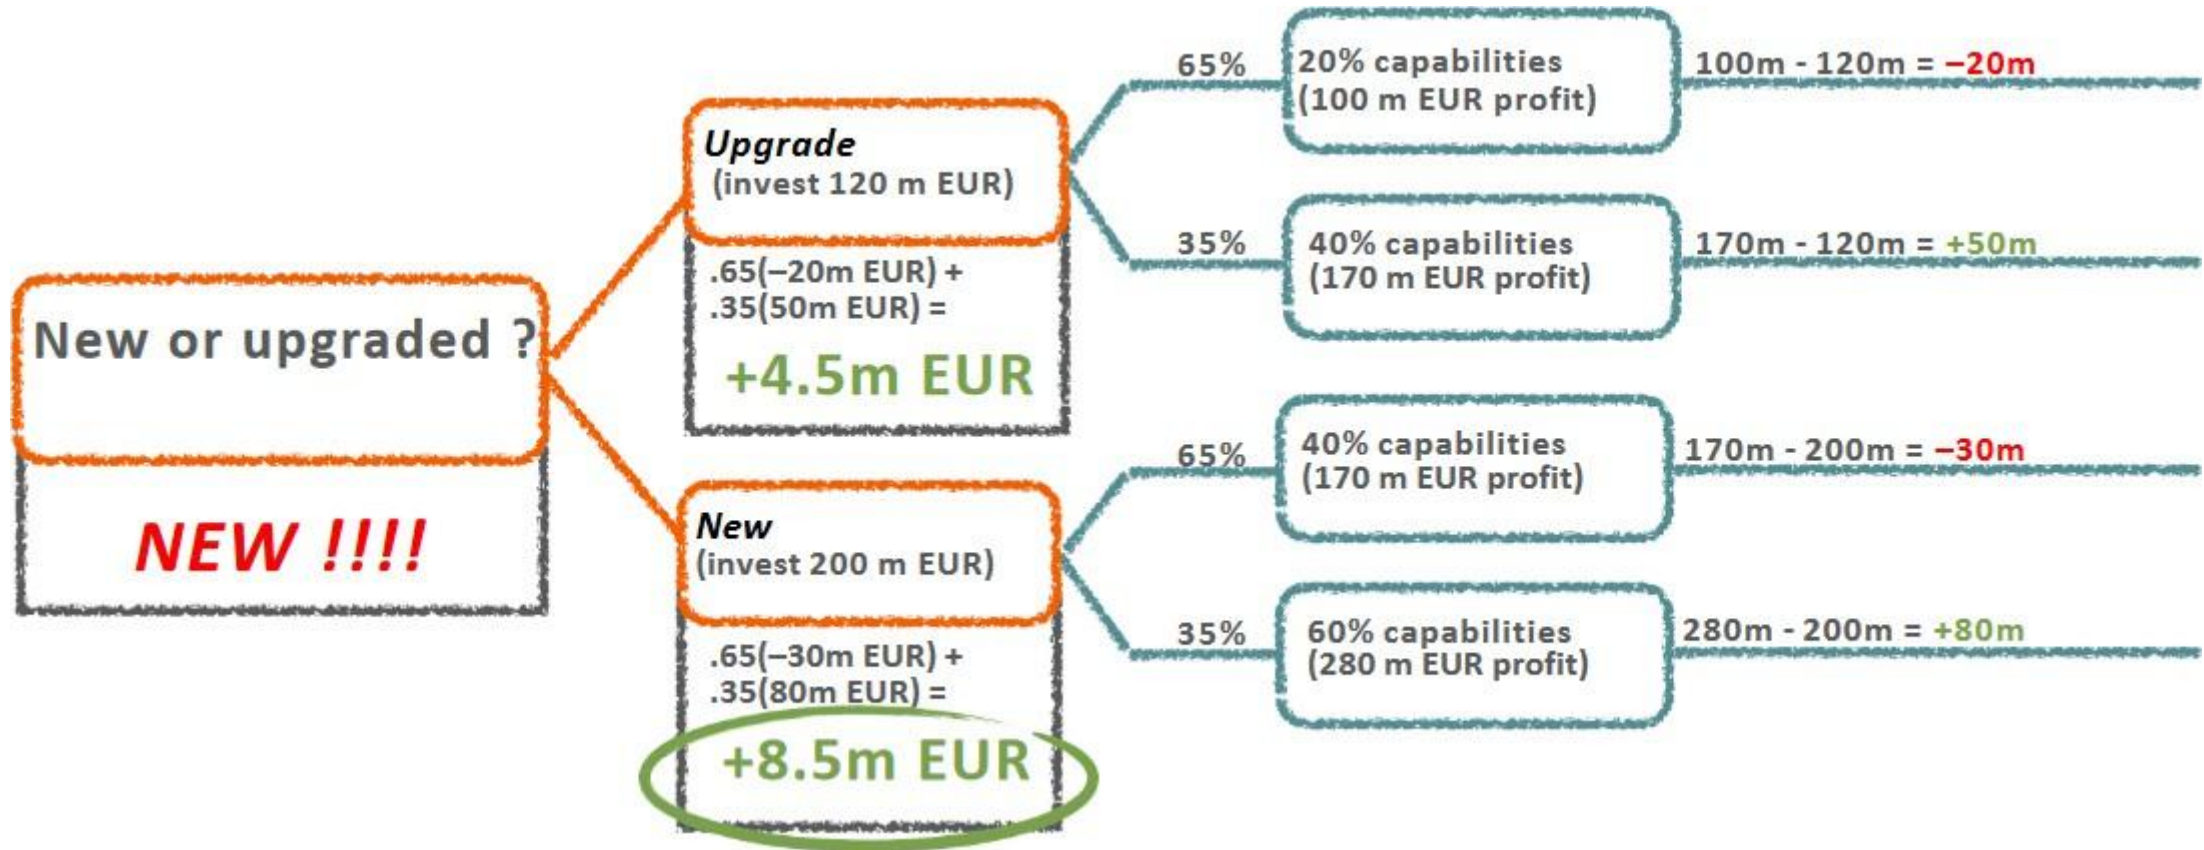 New or upgraded ?
NEW !!!!
Upgrade
(invest 120 m EUR)
.65(–20m EUR) +
.35(50m EUR) =
+4.5m EUR
New
(invest 200 m EUR)
.65(–30m EUR) +
.35(80m EUR) =
+8.5m EUR
65%
20% capabilities
(100 m EUR profit)
100m - 120m = –20m
35%
40% capabilities
(170 m EUR profit)
170m - 120m = +50m
65%
40% capabilities
(170 m EUR profit)
170m - 200m = –30m
35%
60% capabilities
(280 m EUR profit)
280m - 200m = +80m